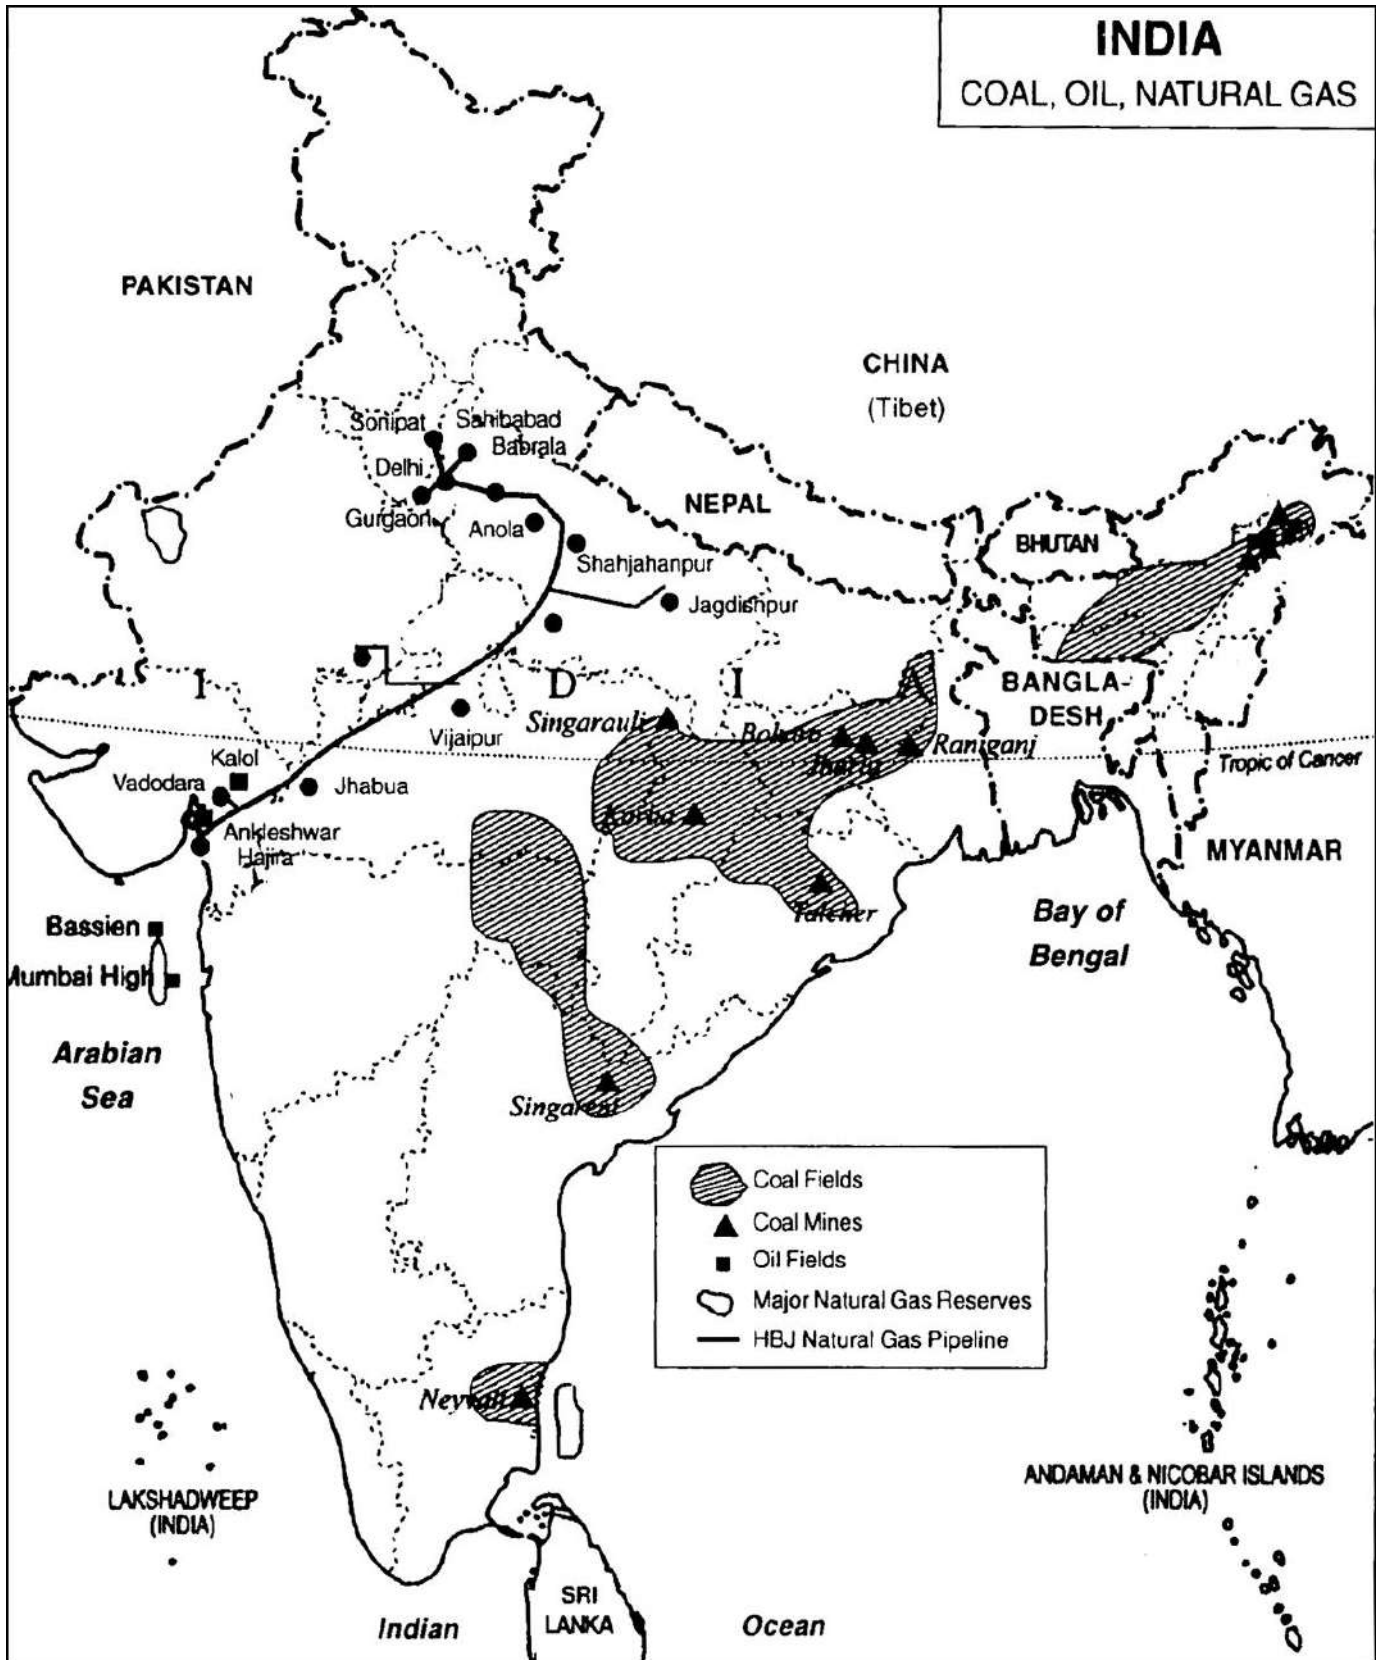 INDIA
COAL, OIL, NATURAL GAS
PAKISTAN
CHINA
(Tibet)
Sonipat
Sahibabad
Babrala
Delhi
Gurgaon
Anola
NEPAL
BHUTAN
Shahjahanpur
Jagdishpur
I
D
I
A
BANGLA-
DESH
Singarauli
Bokaro
Jharia
Raniganj
Vijaipur
Kalol
Vadodara
Jhabua
Tropic of Cancer
Ankleshwar
Hajira
Korba
MYANMAR
Talcher
Bassien
Mumbai High
Bay of
Bengal
Arabian
Sea
Singareni
Coal Fields
Coal Mines
Oil Fields
Major Natural Gas Reserves
HBJ Natural Gas Pipeline
Neyvali
LAKSHADWEEP
(INDIA)
ANDAMAN & NICOBAR ISLANDS
(INDIA)
SRI
LANKA
Indian
Ocean